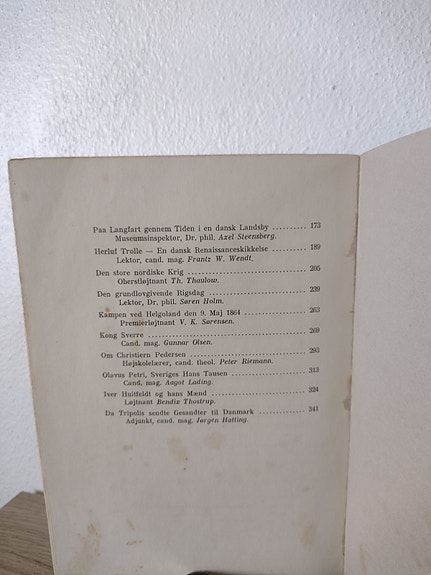 Paa Langfart gennem Tiden i en dansk Landsby .......... 173
Museumsinspektør, Dr. phil. Axel Steensberg.
Herluf Trolle — En dansk Renaissanceskikkelse .......... 189
Lektor, cand. mag. Frantz W. Wendt.
Den store nordiske Krig .......... 205
Oberstløjtnant Th. Thaulow.
Den grundlovgivende Rigsdag .......... 239
Lektor, Dr. phil. Søren Holm.
Kampen ved Helgoland den 9. Maj 1864 .......... 263
Premierløjtnant V. K. Sørensen.
Kong Sverre .......... 269
Cand. mag. Gunnar Olsen.
Om Christiern Pedersen .......... 293
Højskolelærer, cand. theol. Peter Riemann.
Olavus Petri, Sveriges Hans Tausen .......... 313
Cand. mag. Aagot Lading.
Iver Huitfeldt og hans Mænd .......... 324
Løjtnant Bendix Thostrup.
Da Tripolis sendte Gesandter til Danmark .......... 341
Adjunkt, cand. mag. Jørgen Hatting.